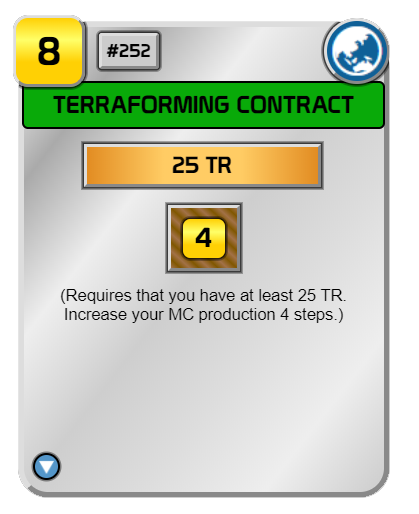 8
#252
TERRAFORMING CONTRACT
25 TR
4
(Requires that you have at least 25 TR.
Increase your MC production 4 steps.)